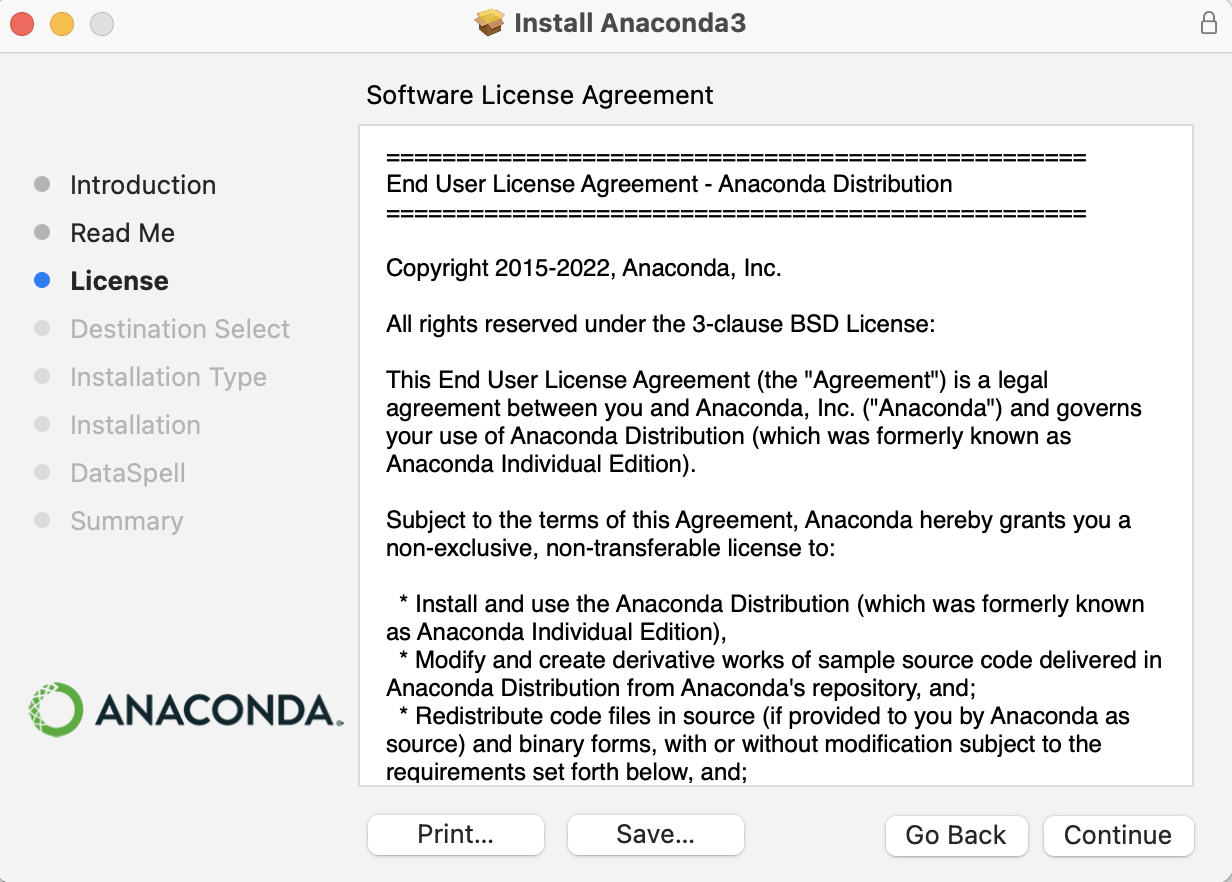 Install Anaconda3
Software License Agreement
Introduction
Read Me
License
Destination Select
Installation Type
Installation
DataSpell
Summary
ANACONDA.
==================================================
End User License Agreement - Anaconda Distribution
==================================================
Copyright 2015-2022, Anaconda, Inc.
All rights reserved under the 3-clause BSD License:
This End User License Agreement (the "Agreement") is a legal
agreement between you and Anaconda, Inc. ("Anaconda") and governs
your use of Anaconda Distribution (which was formerly known as
Anaconda Individual Edition).
Subject to the terms of this Agreement, Anaconda hereby grants you a
non-exclusive, non-transferable license to:
* Install and use the Anaconda Distribution (which was formerly known
as Anaconda Individual Edition),
* Modify and create derivative works of sample source code delivered in
Anaconda Distribution from Anaconda's repository, and;
* Redistribute code files in source (if provided to you by Anaconda as
source) and binary forms, with or without modification subject to the
requirements set forth below, and;
Print...
Save...
Go Back
Continue